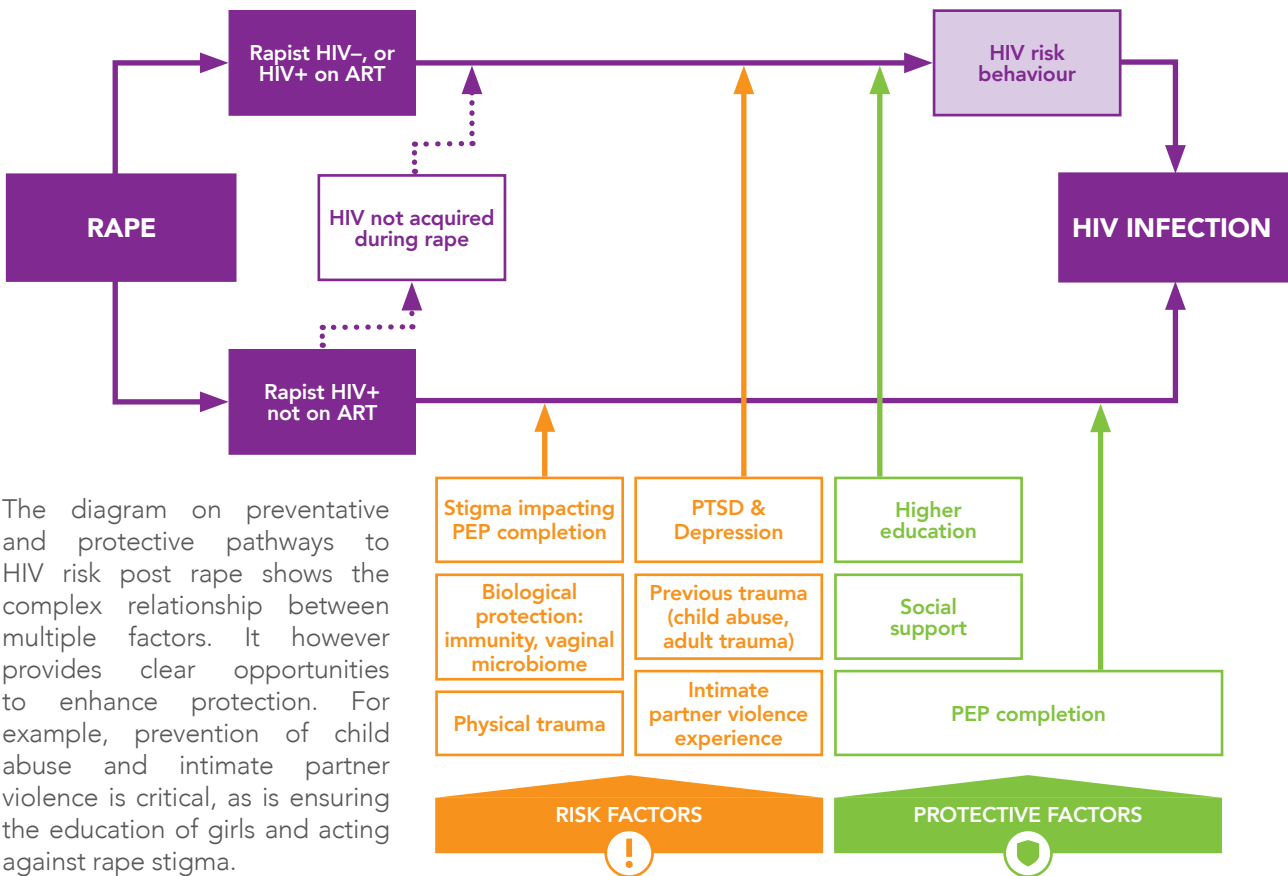 Rapist HIV–, or
HIV+ on ART
HIV risk
behaviour
RAPE
HIV not acquired
during rape
HIV INFECTION
Rapist HIV+
not on ART
The diagram on preventative
and protective pathways to
HIV risk post rape shows the
complex relationship between
multiple factors. It however
provides clear opportunities
to enhance protection. For
example, prevention of child
abuse and intimate partner
violence is critical, as is ensuring
the education of girls and acting
against rape stigma.
Stigma impacting
PEP completion
Biological
protection:
immunity, vaginal
microbiome
Physical trauma
PTSD &
Depression
Previous trauma
(child abuse,
adult trauma)
Intimate
partner violence
experience
Higher
education
Social
support
PEP completion
RISK FACTORS
!
PROTECTIVE FACTORS